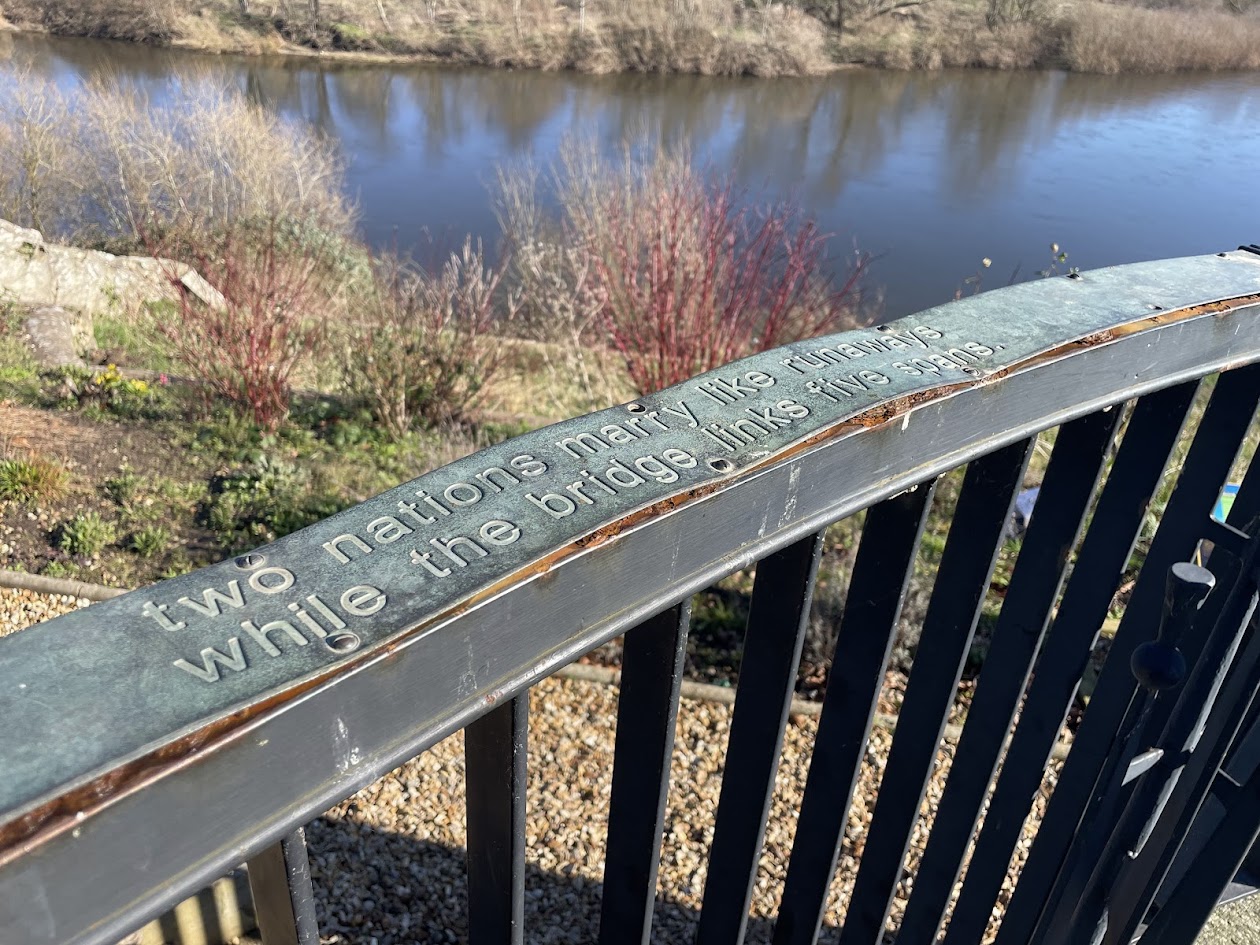 two nations marry like runaways
while the bridge links five spans.